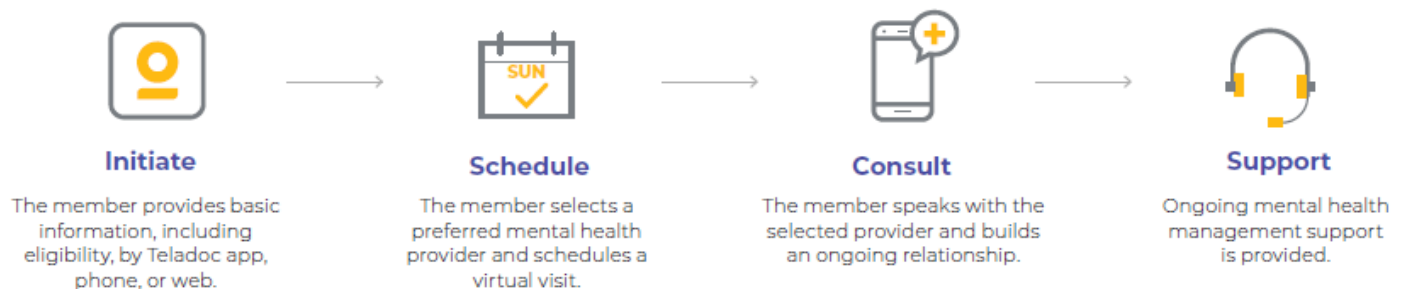 SUN
Initiate
The member provides basic
information, including
eligibility, by Teladoc app,
phone, or web.
Schedule
The member selects a
preferred mental health
provider and schedules a
virtual visit.
Consult
The member speaks with the
selected provider and builds
an ongoing relationship.
Support
Ongoing mental health
management support
is provided.